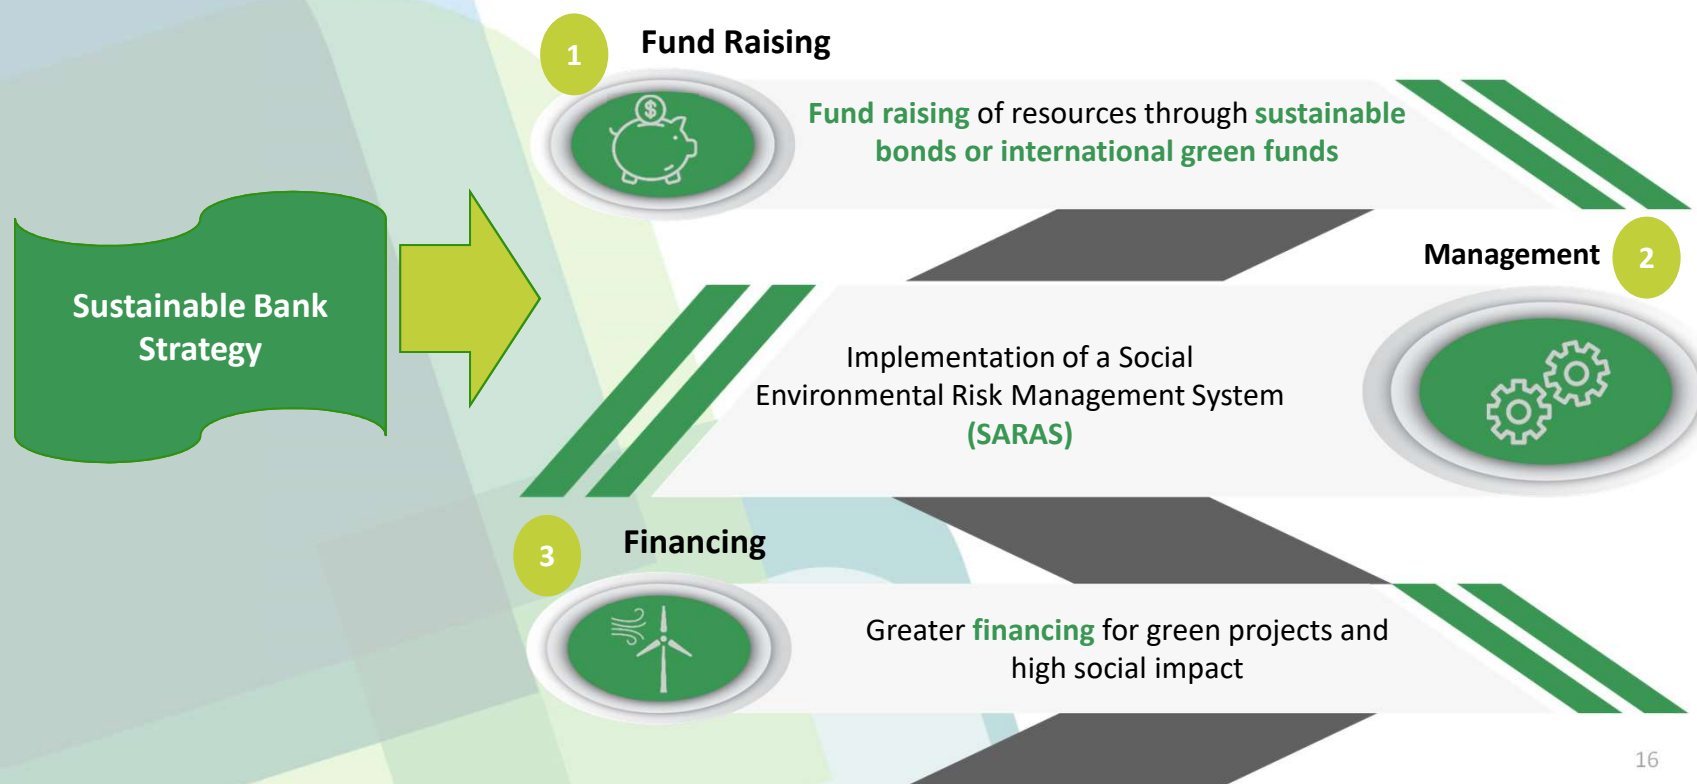 Sustainable Bank
Strategy
1
Fund Raising
$
Fund raising of resources through sustainable
bonds or international green funds
Management
2
Implementation of a Social
Environmental Risk Management System
(SARAS)
3
Financing
Greater financing for green projects and
high social impact
16